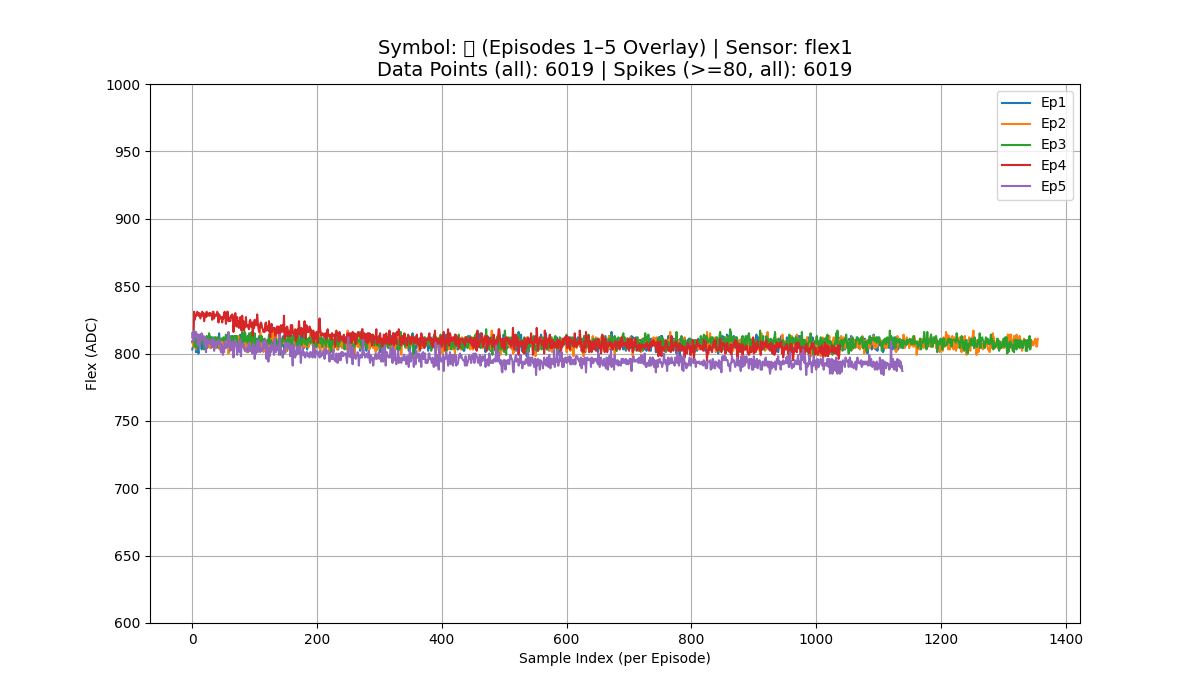 Symbol: (Episodes 1–5 Overlay) | Sensor: flex1
Data Points (all): 6019 | Spikes (>=80, all): 6019
1000
950
900
850
800
750
700
650
600
Flex (ADC)
Ep1
Ep2
Ep3
Ep4
Ep5
0
200
400
600
800
1000
1200
1400
Sample Index (per Episode)